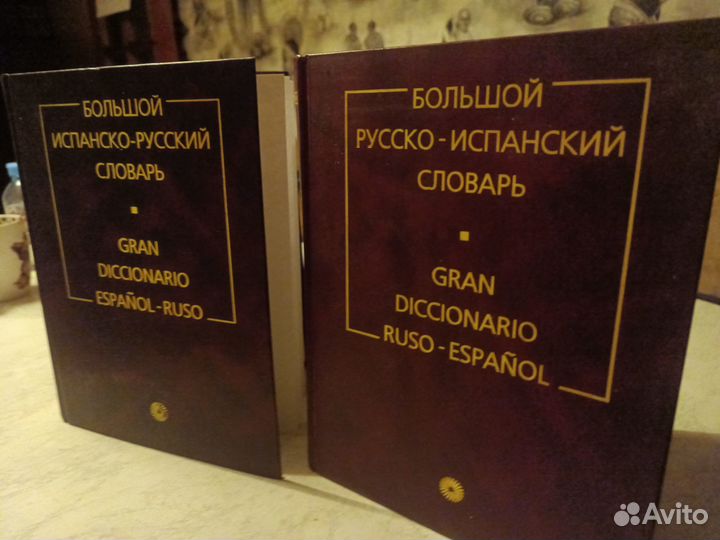 БОЛЬШОЙ
ИСПАНСКО-РУССКИЙ
СЛОВАРЬ
GRAN
DICCIONARIO
ESPAÑOL-RUSO
БОЛЬШОЙ
РУССКО-ИСПАНСКИЙ
СЛОВАРЬ
GRAN
DICCIONARIO
RUSO-ESPAÑOL
Avito